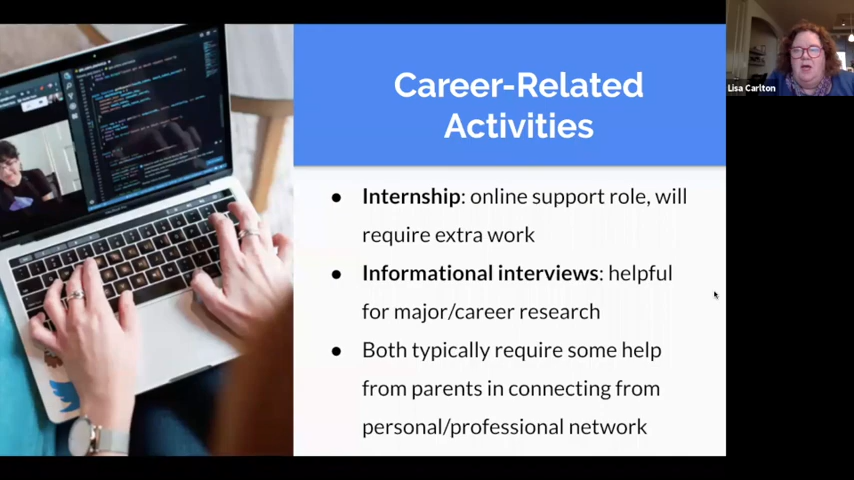 Career-Related
Activities
● Internship: online support role, will
require extra work
● Informational interviews: helpful
for major/career research
● Both typically require some help
from parents in connecting from
personal/professional network
Lisa Carlton